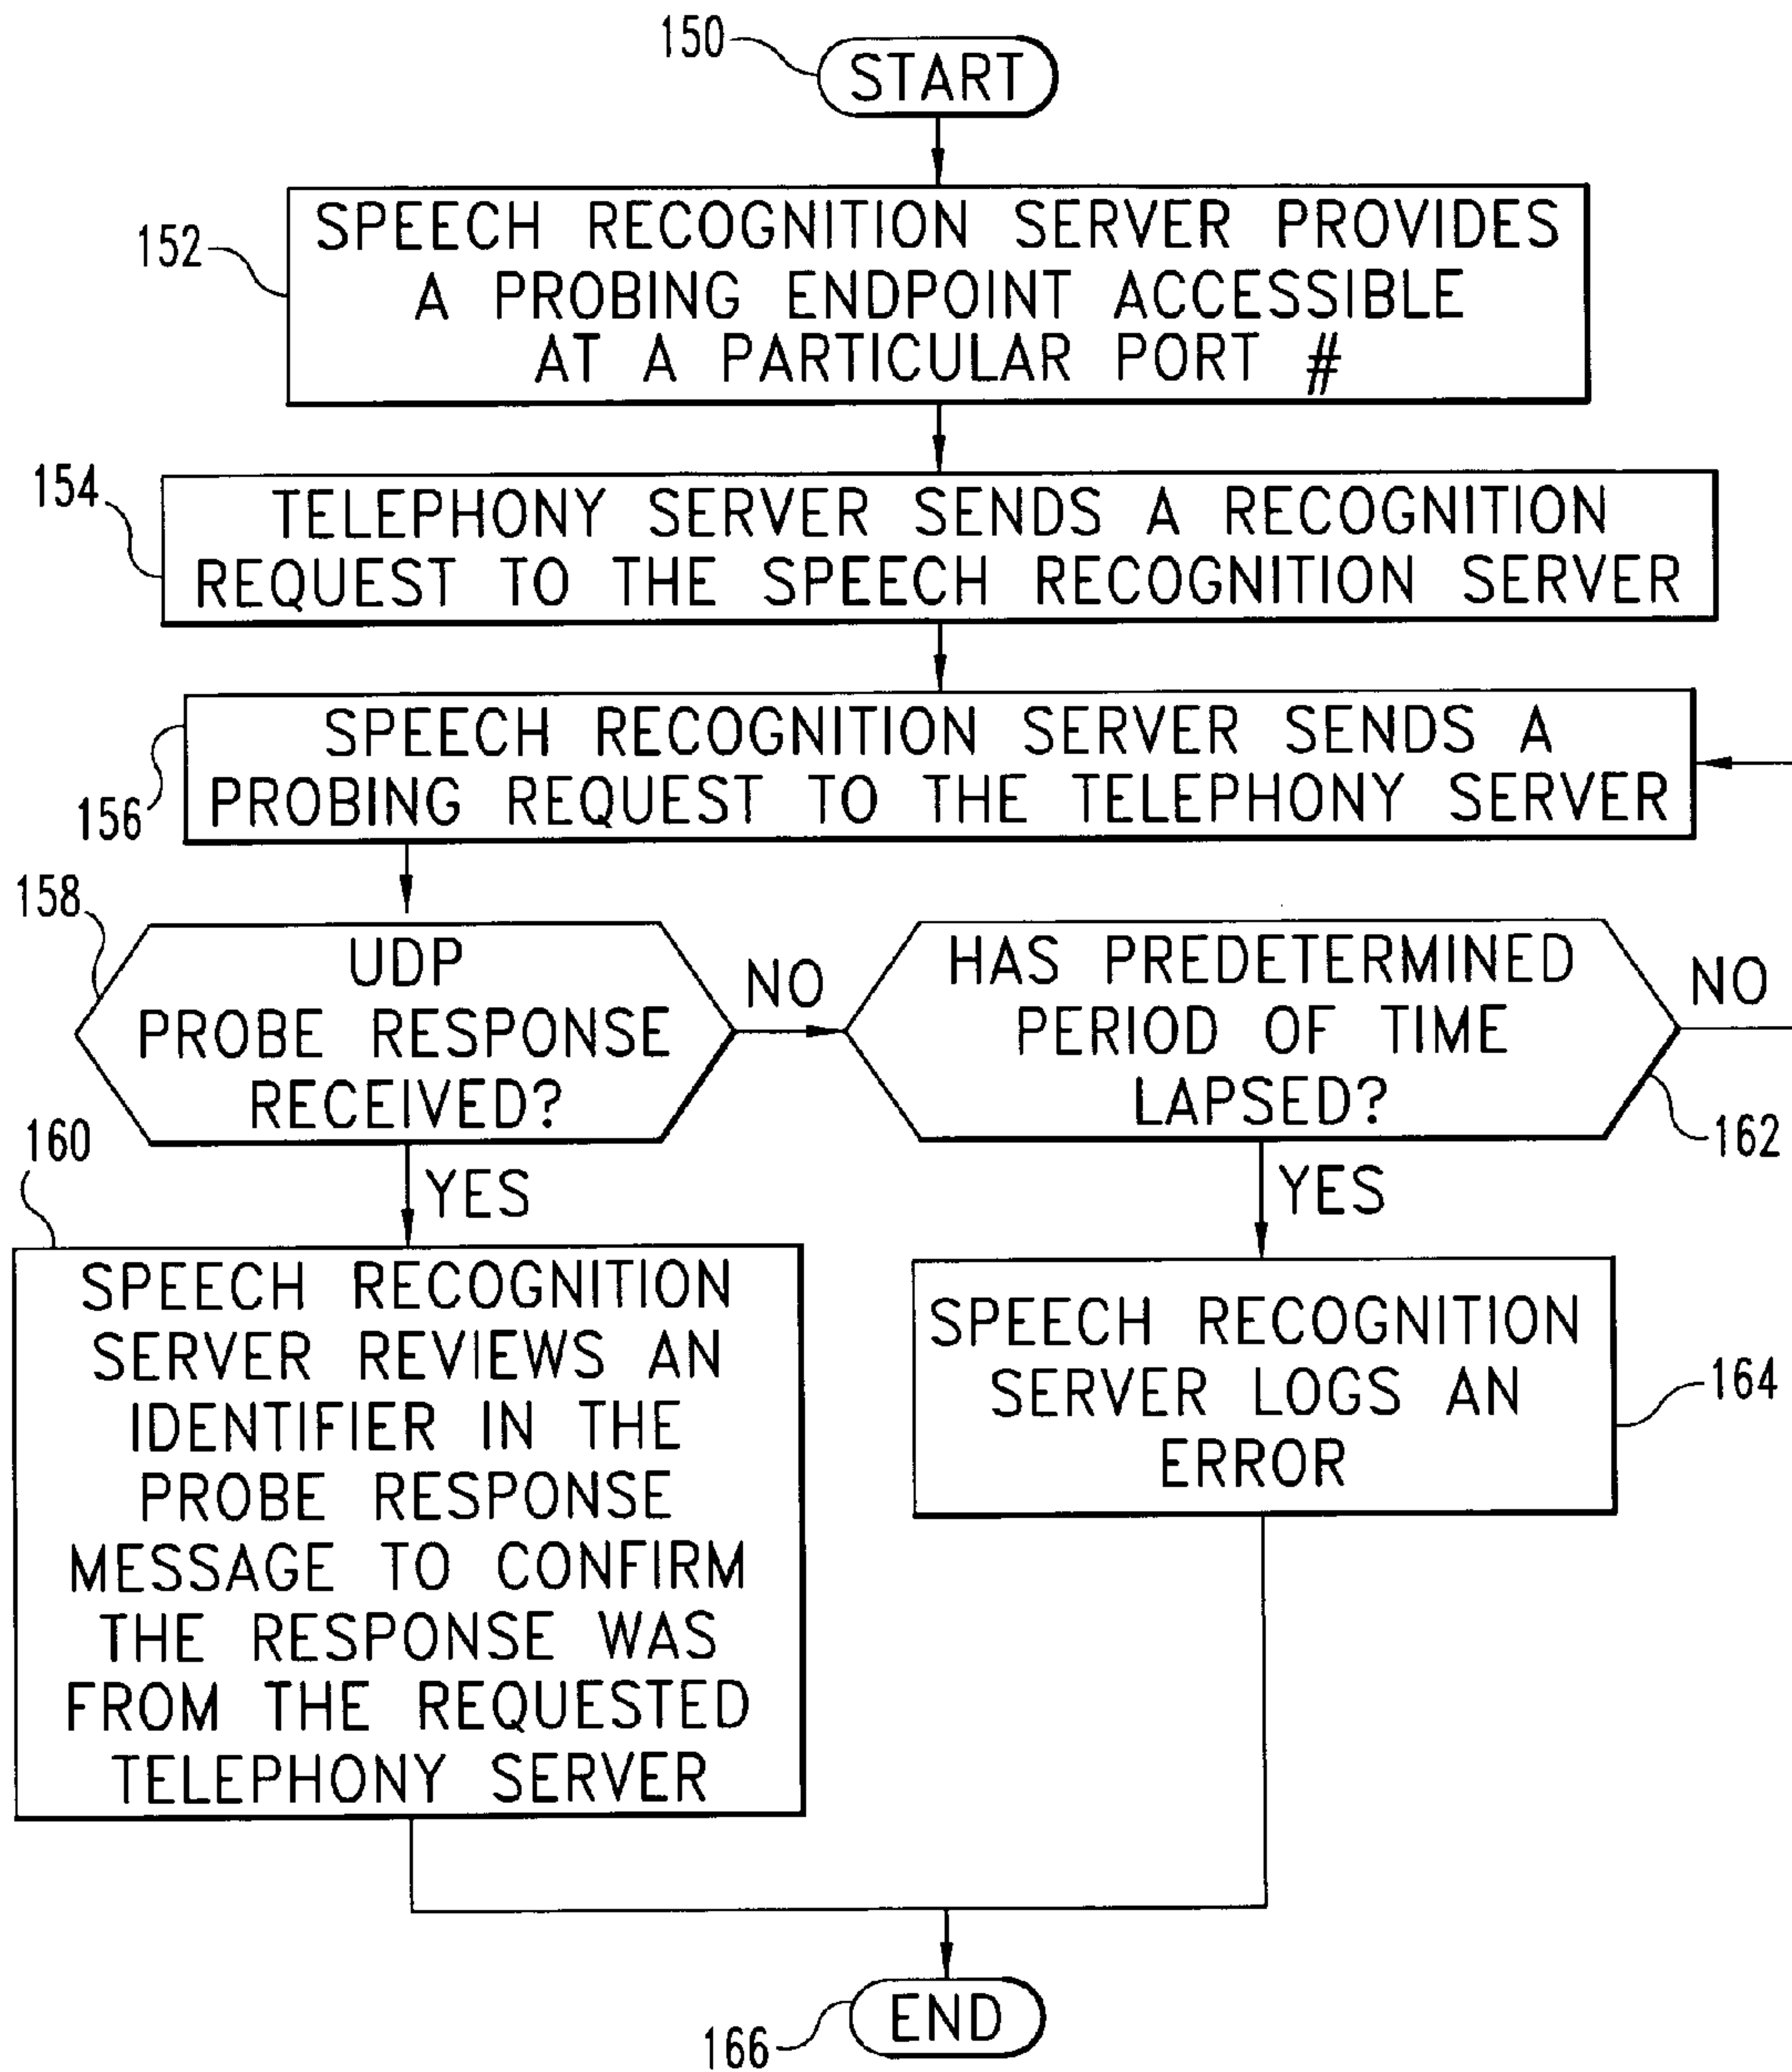 150
START
152
SPEECH RECOGNITION SERVER PROVIDES
A PROBING ENDPOINT ACCESSIBLE
AT A PARTICULAR PORT #
154
TELEPHONY SERVER SENDS A RECOGNITION
REQUEST TO THE SPEECH RECOGNITION SERVER
156
SPEECH RECOGNITION SERVER SENDS A
PROBING REQUEST TO THE TELEPHONY SERVER
158
UDP
PROBE RESPONSE
RECEIVED?
NO
HAS PREDETERMINED
PERIOD OF TIME
LAPSED?
NO
162
160
YES
YES
SPEECH RECOGNITION
SERVER REVIEWS AN
IDENTIFIER IN THE
PROBE RESPONSE
MESSAGE TO CONFIRM
THE RESPONSE WAS
FROM THE REQUESTED
TELEPHONY SERVER
SPEECH RECOGNITION
SERVER LOGS AN
ERROR
164
END
166